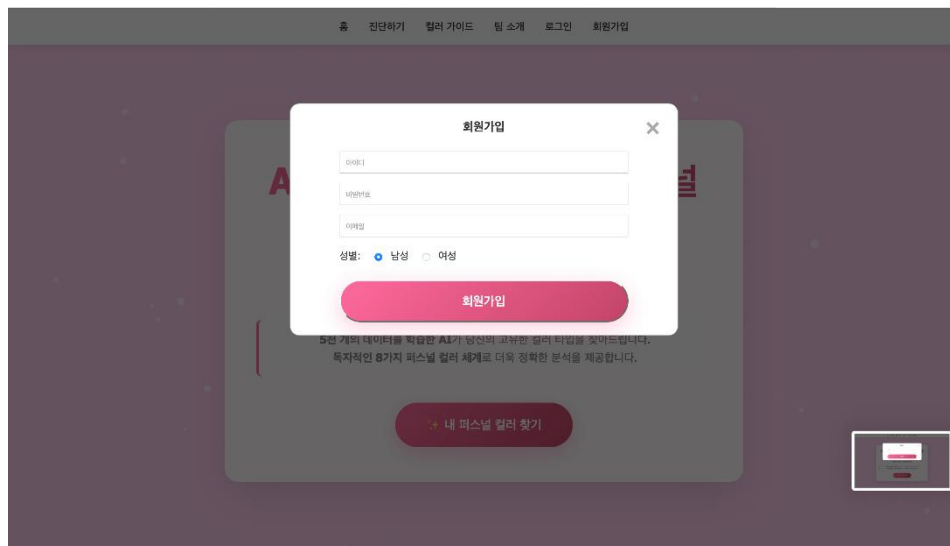 홈 진단하기 컬러 가이드 팀 소개 로그인 회원가입
회원가입
×
아이디
비밀번호
이메일
성별: 남성 여성
회원가입
A 널
5천 개의 데이터를 학습한 AI가 당신의 고유한 컬러 타입을 찾아드립니다.
독자적인 8가지 퍼스널 컬러 세계로 더욱 정확한 분석을 제공합니다.
✨ 내 퍼스널 컬러 찾기